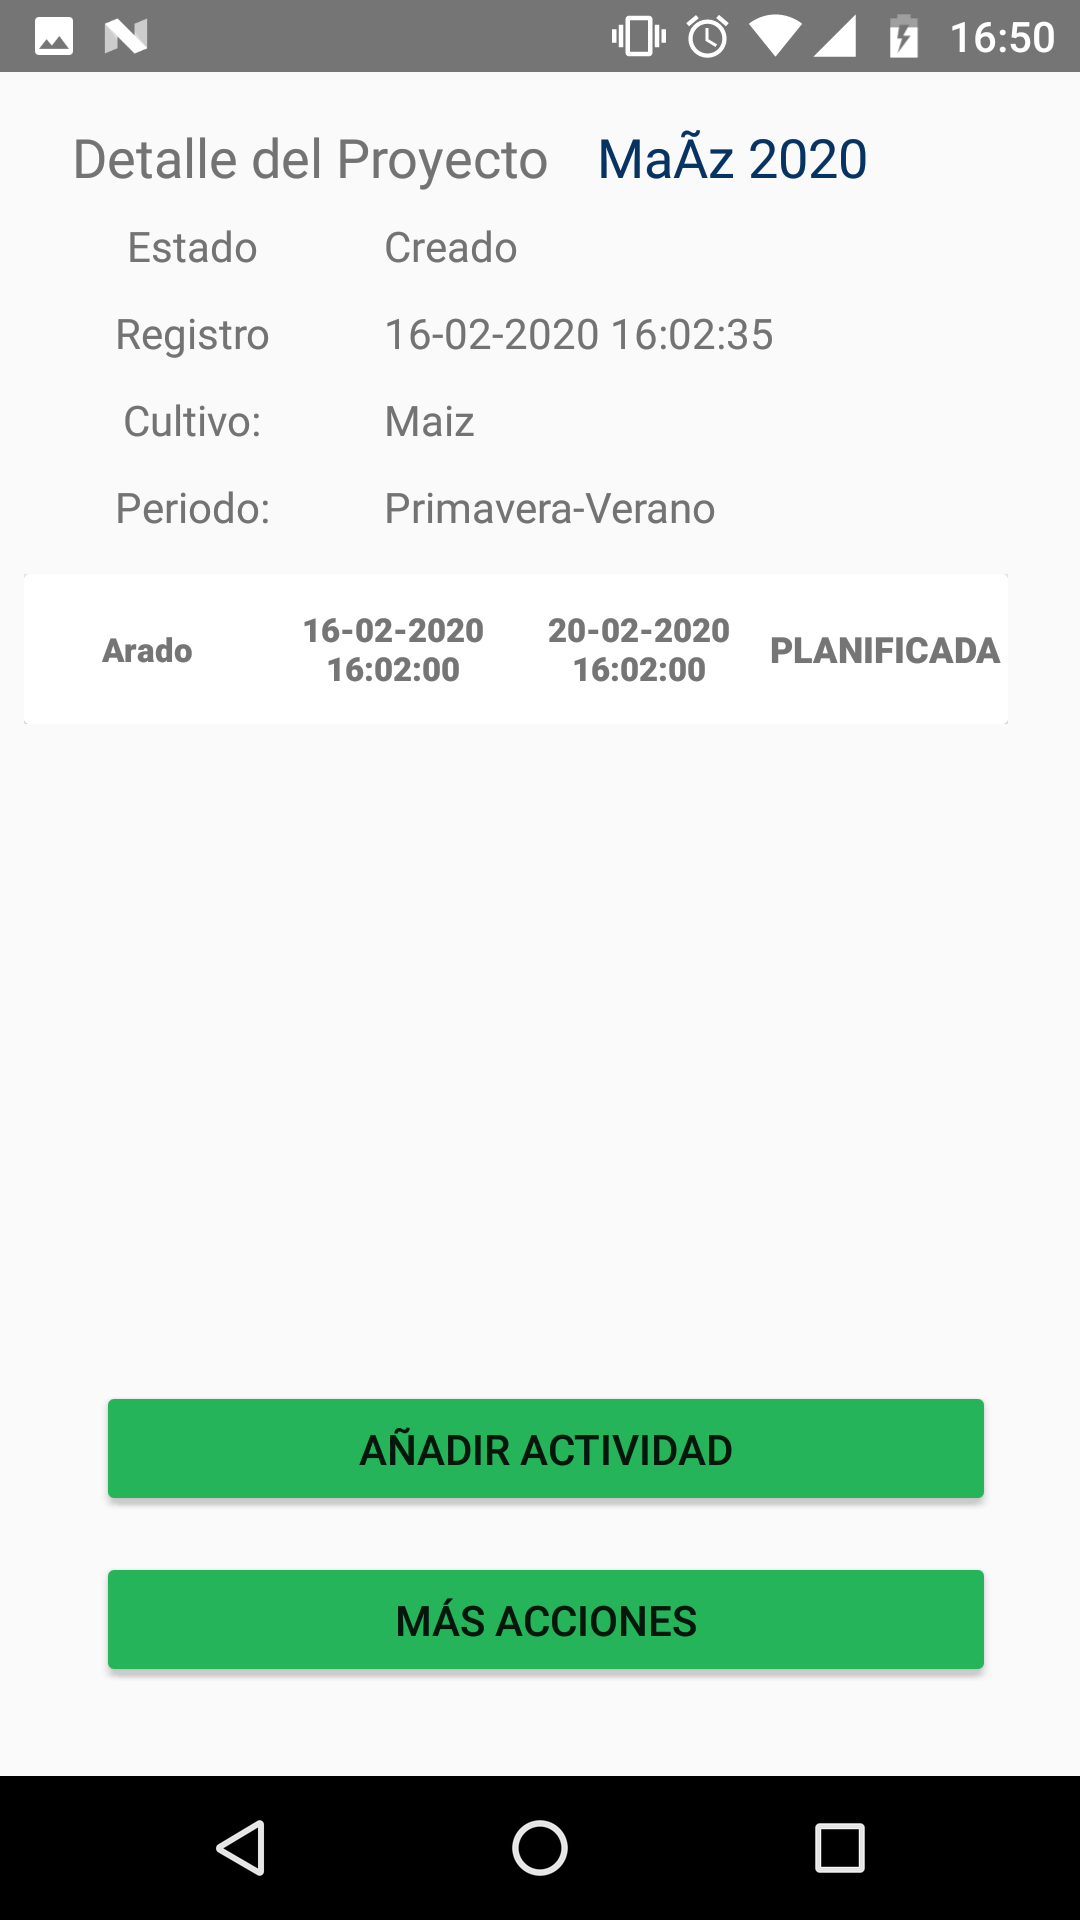 16:50
Detalle del Proyecto MaÃz 2020
Estado Creado
Registro 16-02-2020 16:02:35
Cultivo: Maiz
Periodo: Primavera-Verano
Arado 16-02-2020 16:02:00 20-02-2020 16:02:00 PLANIFICADA
AÑADIR ACTIVIDAD
MÁS ACCIONES